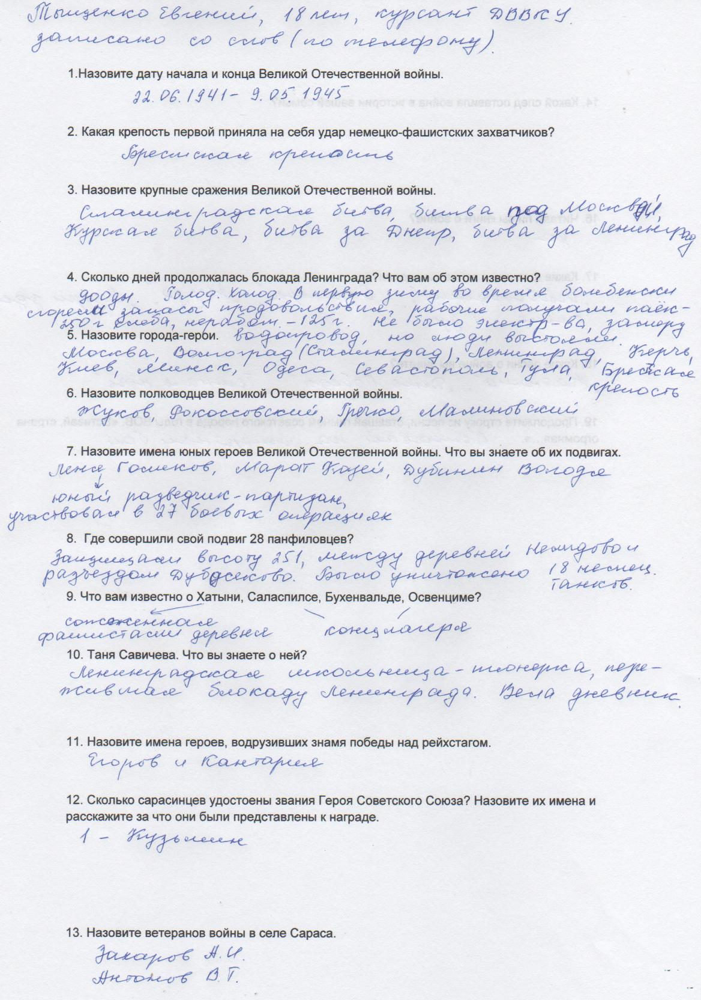 Тыщенко Евгений, 18 лет, курсант ДВВКУ.
записано со слов (по телефону).
1.Назовите дату начала и конца Великой Отечественной войны.
22.06.1941 - 9.05.1945
2. Какая крепость первой приняла на себя удар немецко-фашистских захватчиков?
Брестская крепость
3. Назовите крупные сражения Великой Отечественной войны.
Сталинградская битва, битва под Москвой,
Курская битва, битва за Днепр, битва за Ленинград
4. Сколько дней продолжалась блокада Ленинграда? Что вам об этом известно?
900дн. Голод. Холод. В первую зиму во время бомбежки
сгорели запасы продовольствия, рабочие получали паёк-
250г хлеба, неработ. - 125г. Не было электр-ва, замерз
5. Назовите города-герои. водопровод, но люди выстояли.
Москва, Волгоград (Сталинград), Ленинград, Керчь,
Киев, Минск, Одеса, Севастополь, Тула, Брестская
крепость
6. Назовите полководцев Великой Отечественной войны.
Жуков, Рокоссовский, Гречко, Малиновский
7. Назовите имена юных героев Великой Отечественной войны. Что вы знаете об их подвигах.
Леня Голиков, Марат Казей, Дубинин Володя
юный разведчик-партизан,
участвовал в 27 боевых операциях
8. Где совершили свой подвиг 28 панфиловцев?
Защищали высоту 251, между деревней Нелидово и
разъездом Дубосеково. Было уничтожено 18 немец.
танков.
9. Что вам известно о Хатыни, Саласпилсе, Бухенвальде, Освенциме?
сожженная
фашистами деревня концлагеря
10. Таня Савичева. Что вы знаете о ней?
Ленинградская школьница - пионерка, пере-
жившая блокаду Ленинграда. Вела дневник.
11. Назовите имена героев, водрузивших знамя победы над рейхстагом.
Егоров и Кантария
12. Сколько сарасинцев удостоены звания Героя Советского Союза? Назовите их имена и
расскажите за что они были представлены к награде.
1 - Кузьмин
13. Назовите ветеранов войны в селе Сараса.
Захаров А.И.
Антонов В.Т.